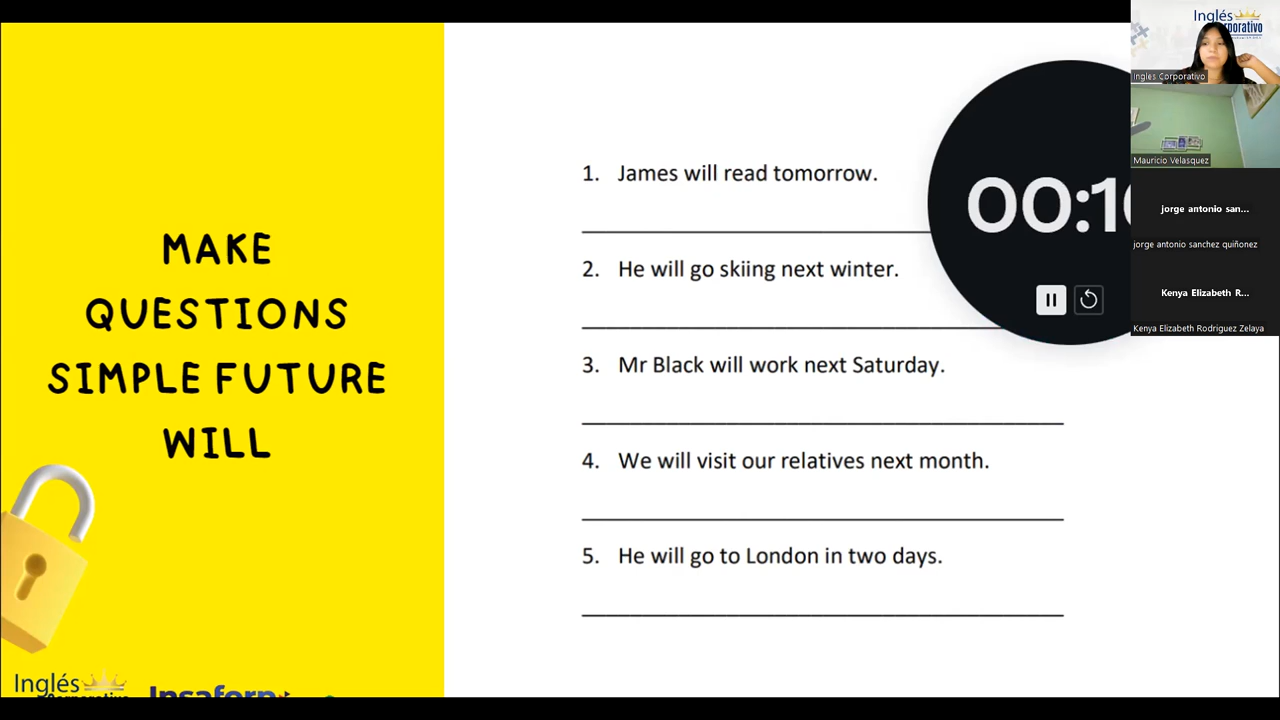 MAKE
QUESTIONS
SIMPLE FUTURE
WILL
Inglés
1. James will read tomorrow.
2. He will go skiing next winter.
3. Mr Black will work next Saturday.
4. We will visit our relatives next month.
5. He will go to London in two days.
Inglés
Ingles Corporativo
Mauricio Velasquez
jorge antonio san...
jorge antonio sanchez quiñonez
Kenya Elizabeth R...
Kenya Elizabeth Rodriguez Zelaya